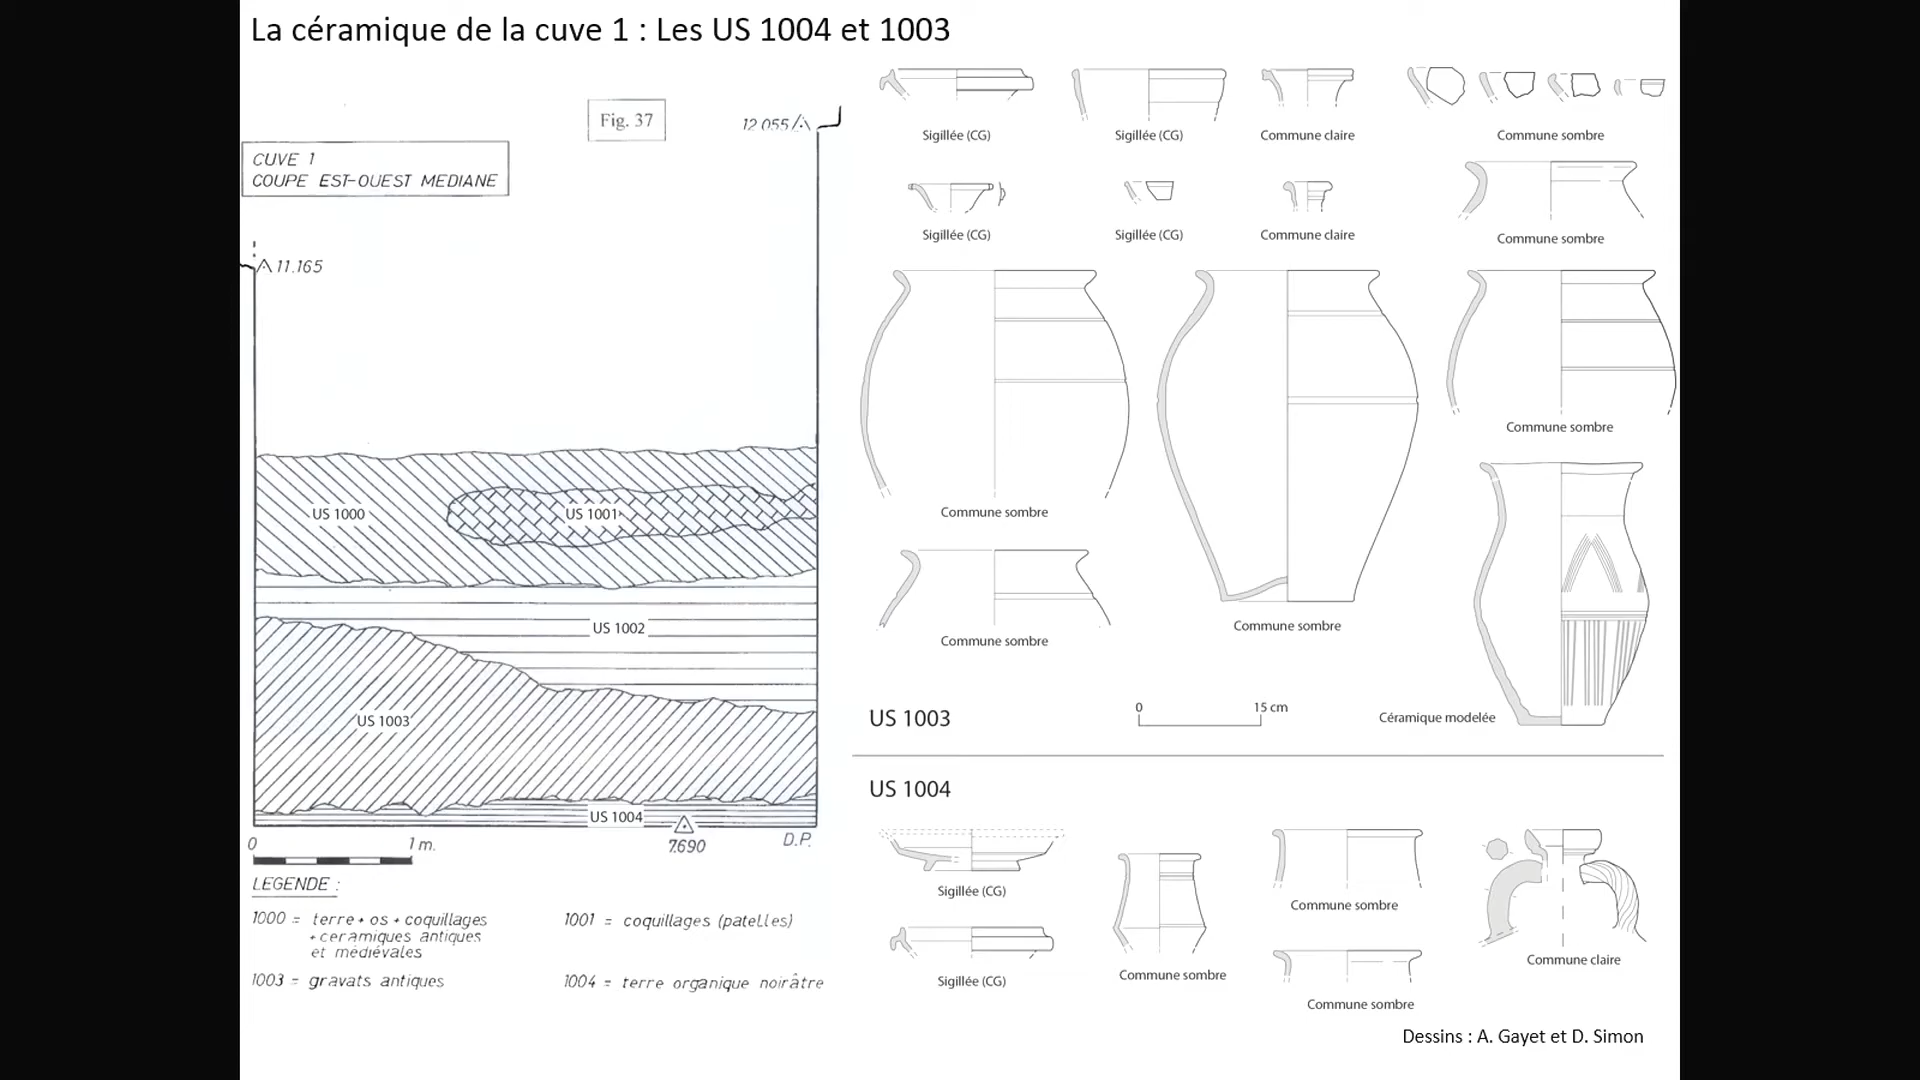 La céramique de la cuve 1 : Les US 1004 et 1003
Fig. 37
12 055
CUVE 1
COUPE EST-OUEST MEDIANE
11.165
US 1000
US 1001
US 1002
US 1003
US 1004
0
1 m.
7.690
D.P.
LEGENDE :
1000 = terre + os + coquillages
+ ceramiques antiques
et médiévales
1001 = coquillages (patelles)
1003 = gravats antiques
1004 = terre organique noirâtre
Sigillée (CG)
Sigillée (CG)
Commune claire
Commune sombre
Sigillée (CG)
Sigillée (CG)
Commune claire
Commune sombre
Commune sombre
Commune sombre
Commune sombre
Commune sombre
US 1003
0
15 cm
Céramique modelée
US 1004
Sigillée (CG)
Commune sombre
Commune sombre
Commune claire
Sigillée (CG)
Commune sombre
Dessins : A. Gayet et D. Simon